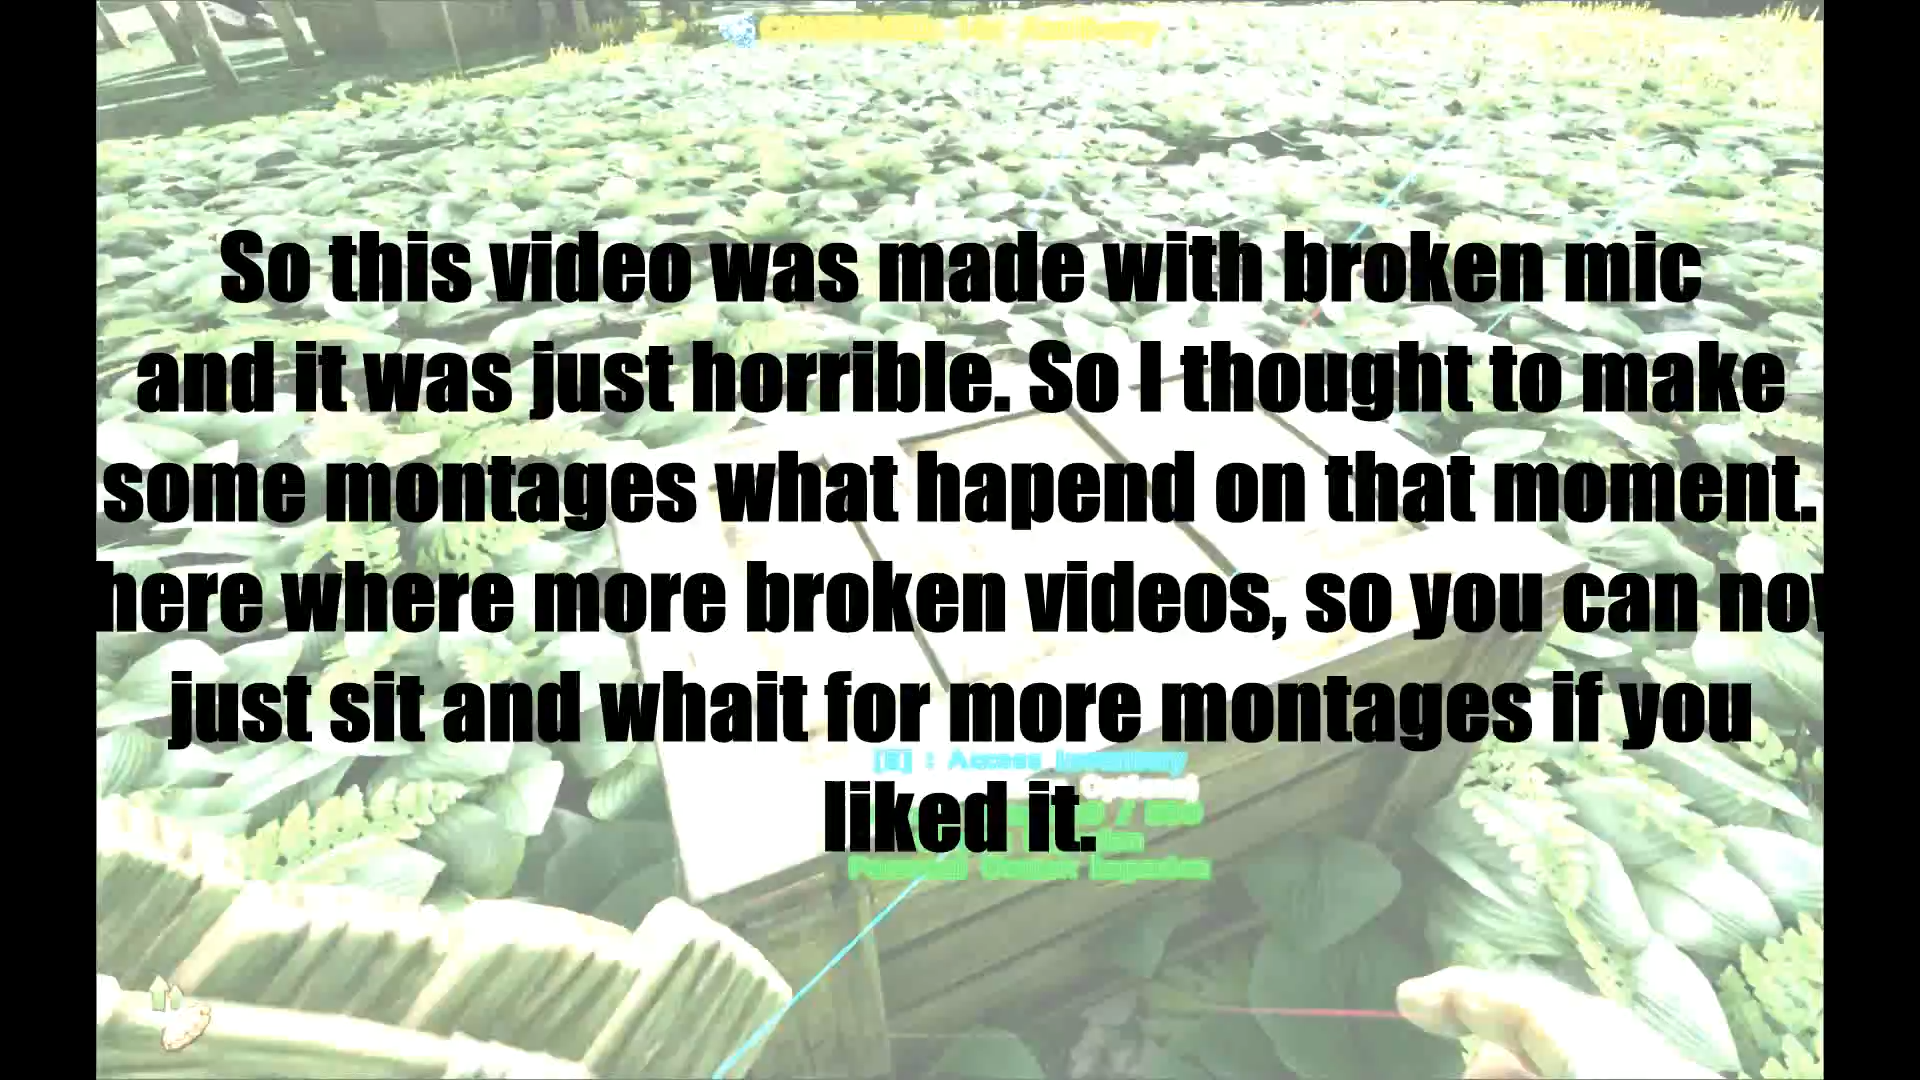 So this video was made with broken mic
and it was just horrible. So I thought to make
some montages what hapend on that moment.
here where more broken videos, so you can
just sit and whait for more montages if you
[E] : Access Inventory
liked it.